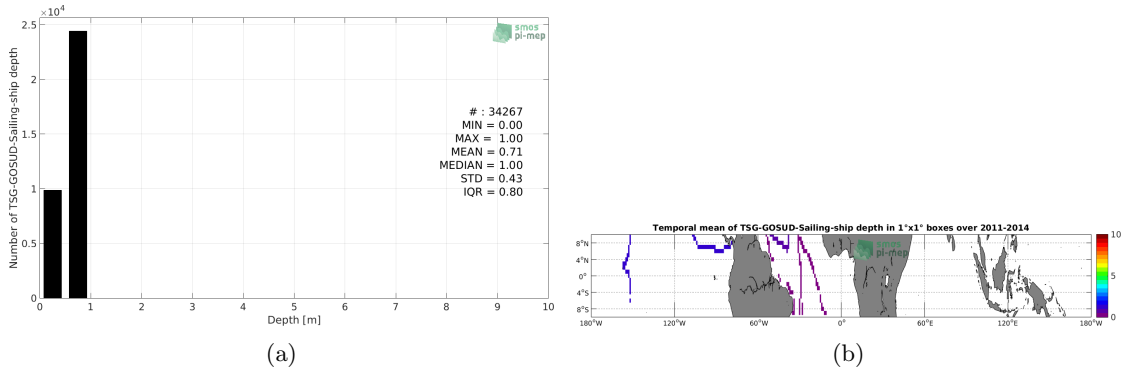 ×10⁴
2.5
2
1.5
1
0.5
0
Number of TSG-GOSUD-Sailing-ship depth
smos
pi-mep
# : 34267
MIN = 0.00
MAX = 1.00
MEAN = 0.71
MEDIAN = 1.00
STD = 0.43
IQR = 0.80
0 1 2 3 4 5 6 7 8 9 10
Depth [m]
(a)
Temporal mean of TSG-GOSUD-Sailing-ship depth in 1°x1° boxes over 2011-2014
smos
pi-mep
8°N
4°N
0°
4°S
8°S
180°W 120°W 60°W 0° 60°E 120°E 180°W
10
5
0
(b)